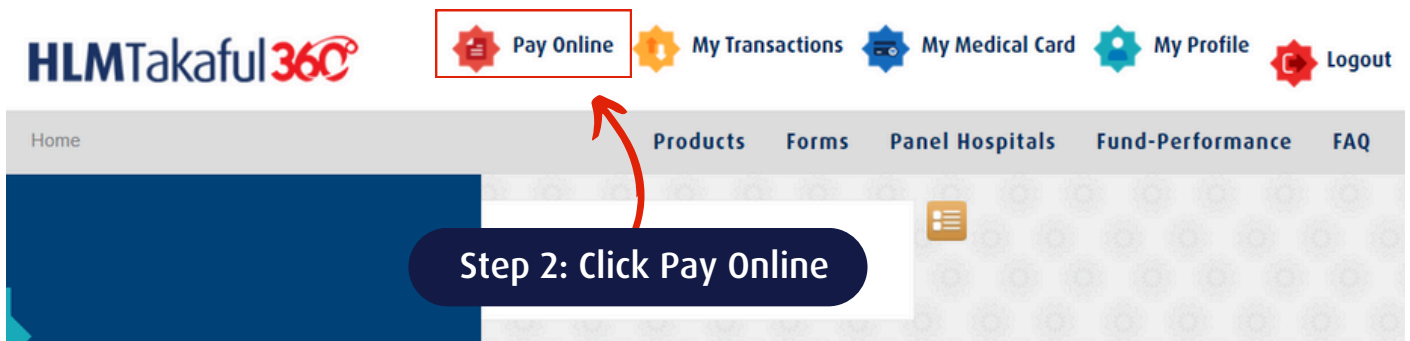 HLMTakaful360°
Pay Online
My Transactions
My Medical Card
My Profile
Logout
Home
Products
Forms
Panel Hospitals
Fund-Performance
FAQ
Step 2: Click Pay Online